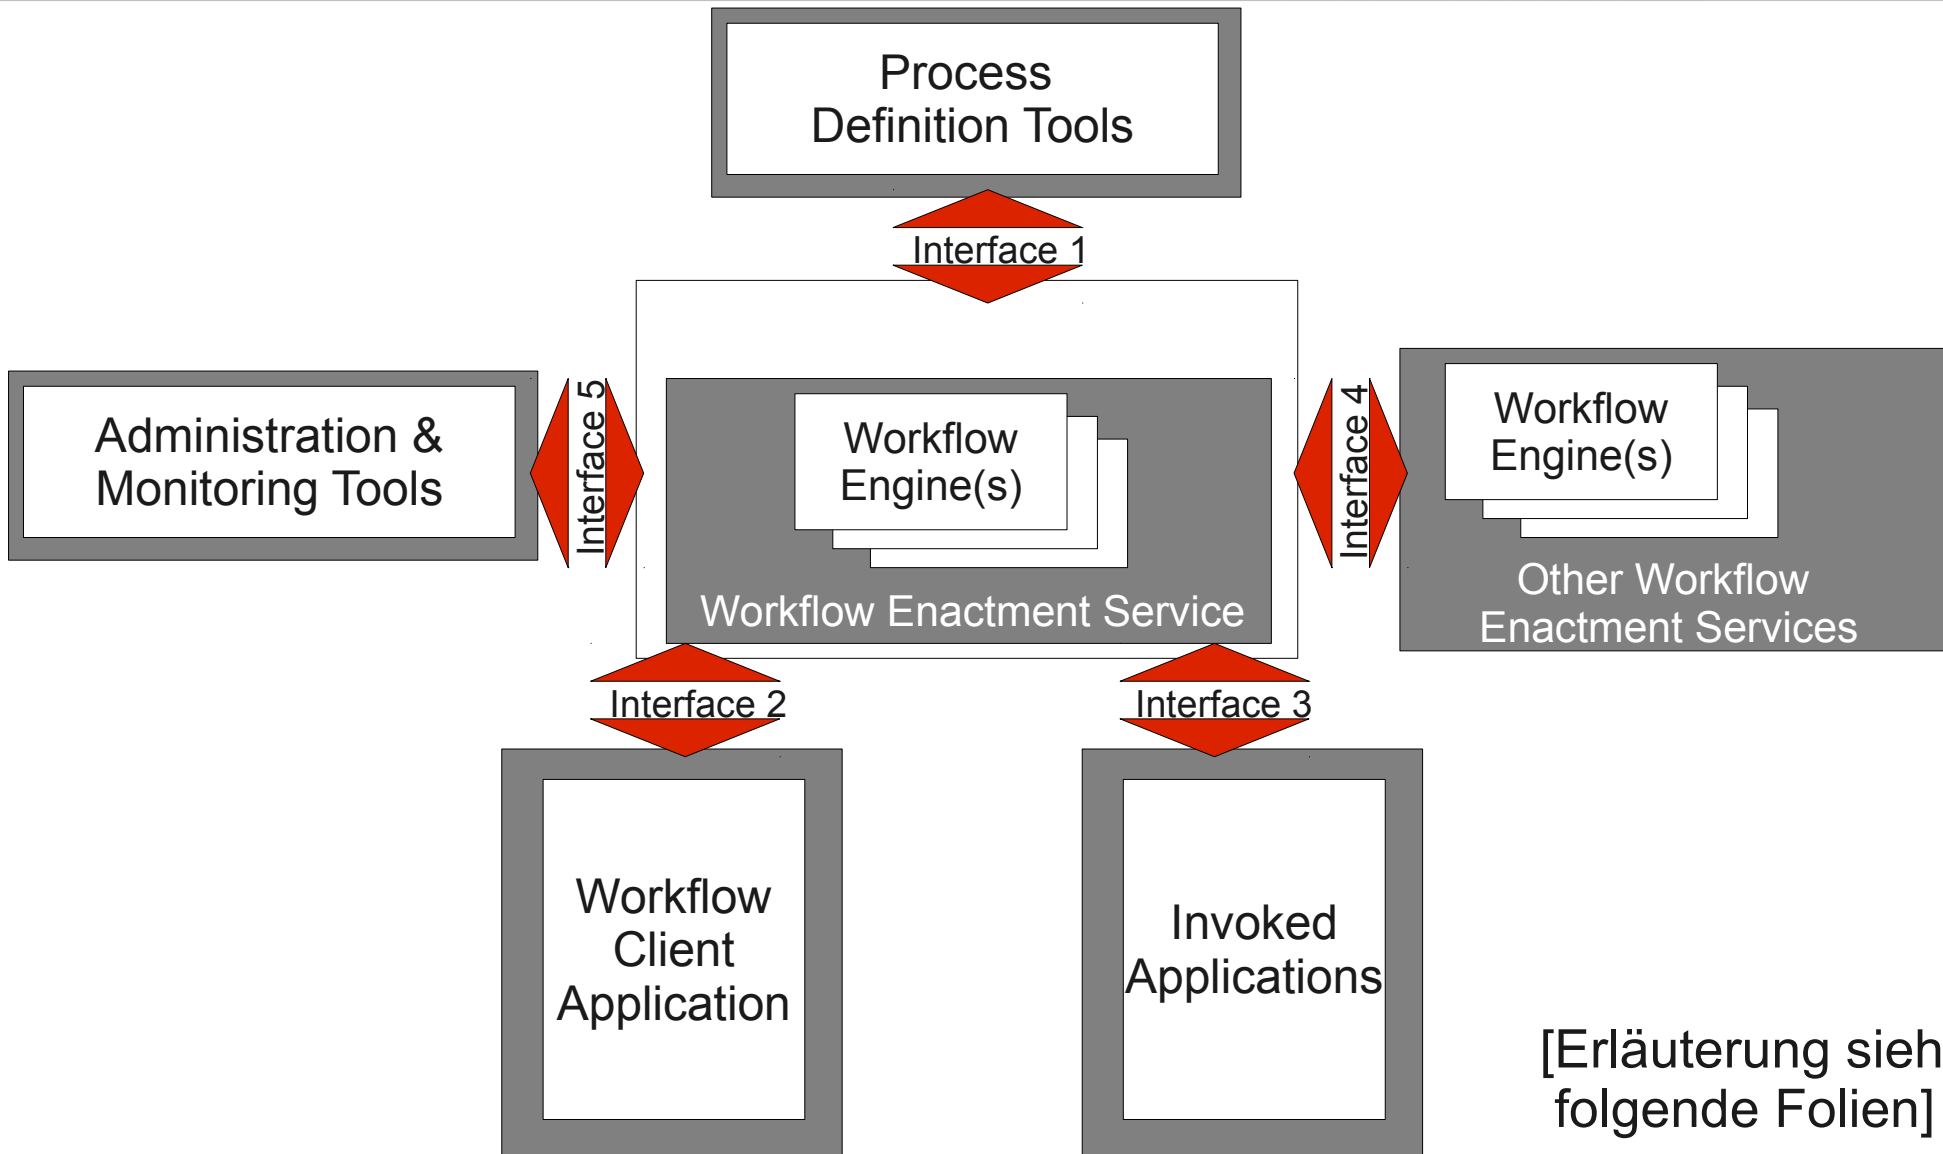 Process
Definition Tools
Interface 1
Administration &
Monitoring Tools
Interface 5
Workflow
Engine(s)
Workflow Enactment Service
Interface 4
Workflow
Engine(s)
Other Workflow
Enactment Services
Interface 2
Interface 3
Workflow
Client
Application
Invoked
Applications
[Erläuterung sieh
folgende Folien]